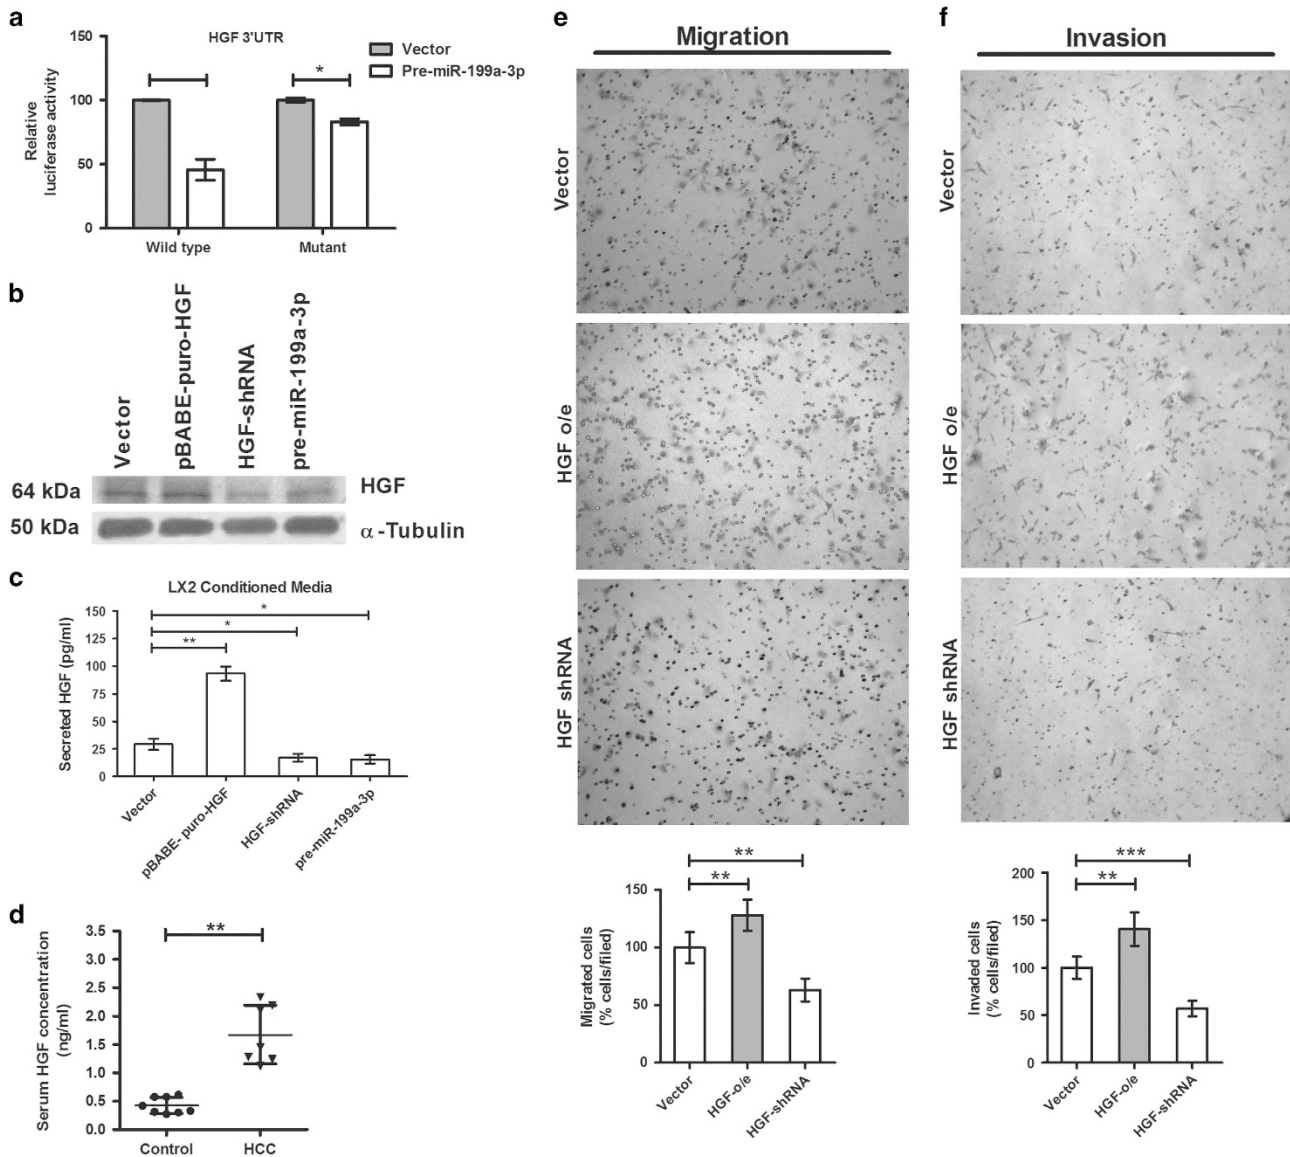 a
HGF 3'UTR
Vector
Pre-miR-199a-3p
*
Relative
luciferase activity
150
100
50
0
Wild type
Mutant
b
Vector
pBABE-puro-HGF
HGF-shRNA
pre-miR-199a-3p
64 kDa
HGF
50 kDa
α-Tubulin
c
LX2 Conditioned Media
Secreted HGF (pg/ml)
150
125
100
75
50
25
0
*
*
**
Vector
pBABE- puro-HGF
HGF-shRNA
pre-miR-199a-3p
d
Serum HGF concentration
(ng/ml)
3.5
3.0
2.5
2.0
1.5
1.0
0.5
0.0
**
Control
HCC
e
Migration
Vector
HGF o/e
HGF shRNA
Migrated cells
(% cells/filed)
150
100
50
0
**
**
Vector
HGF-o/e
HGF-shRNA
f
Invasion
Vector
HGF o/e
HGF shRNA
Invaded cells
(% cells/filed)
200
150
100
50
0
***
**
Vector
HGF-o/e
HGF-shRNA